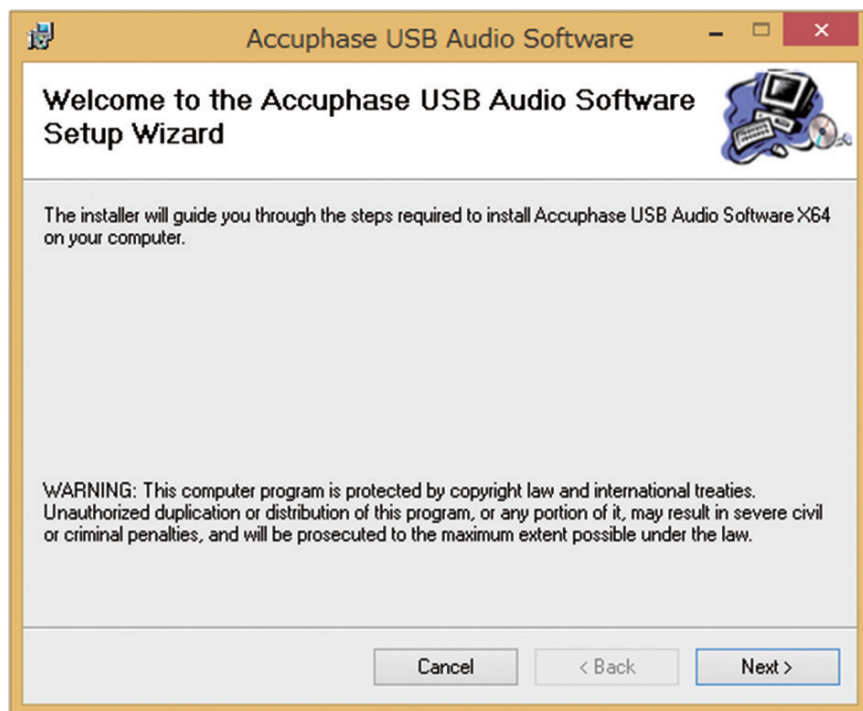 Accuphase USB Audio Software
Welcome to the Accuphase USB Audio Software
Setup Wizard
The installer will guide you through the steps required to install Accuphase USB Audio Software X64
on your computer.
WARNING: This computer program is protected by copyright law and international treaties.
Unauthorized duplication or distribution of this program, or any portion of it, may result in severe civil
or criminal penalties, and will be prosecuted to the maximum extent possible under the law.
Cancel < Back Next >